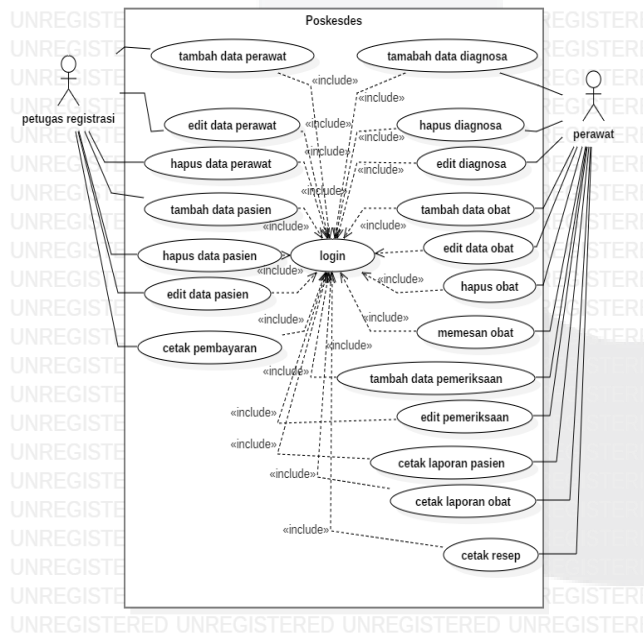 Poskesdes
tambah data perawat
tamabah data diagnosa
«include»
«include»
petugas registrasi
perawat
edit data perawat
«include»
hapus diagnosa
«include»
hapus data perawat
«include»
edit diagnosa
«include»
«include»
tambah data pasien
tambah data obat
«include»
«include»
hapus data pasien
login
edit data obat
«include»
edit data pasien
«include»
hapus obat
«include»
«include»
memesan obat
cetak pembayaran
«include»
«include»
tambah data pemeriksaan
«include»
edit pemeriksaan
«include»
cetak laporan pasien
«include»
cetak laporan obat
«include»
cetak resep
UNREGISTERED UNREGISTERED UNREGISTERED UNREGISTERED